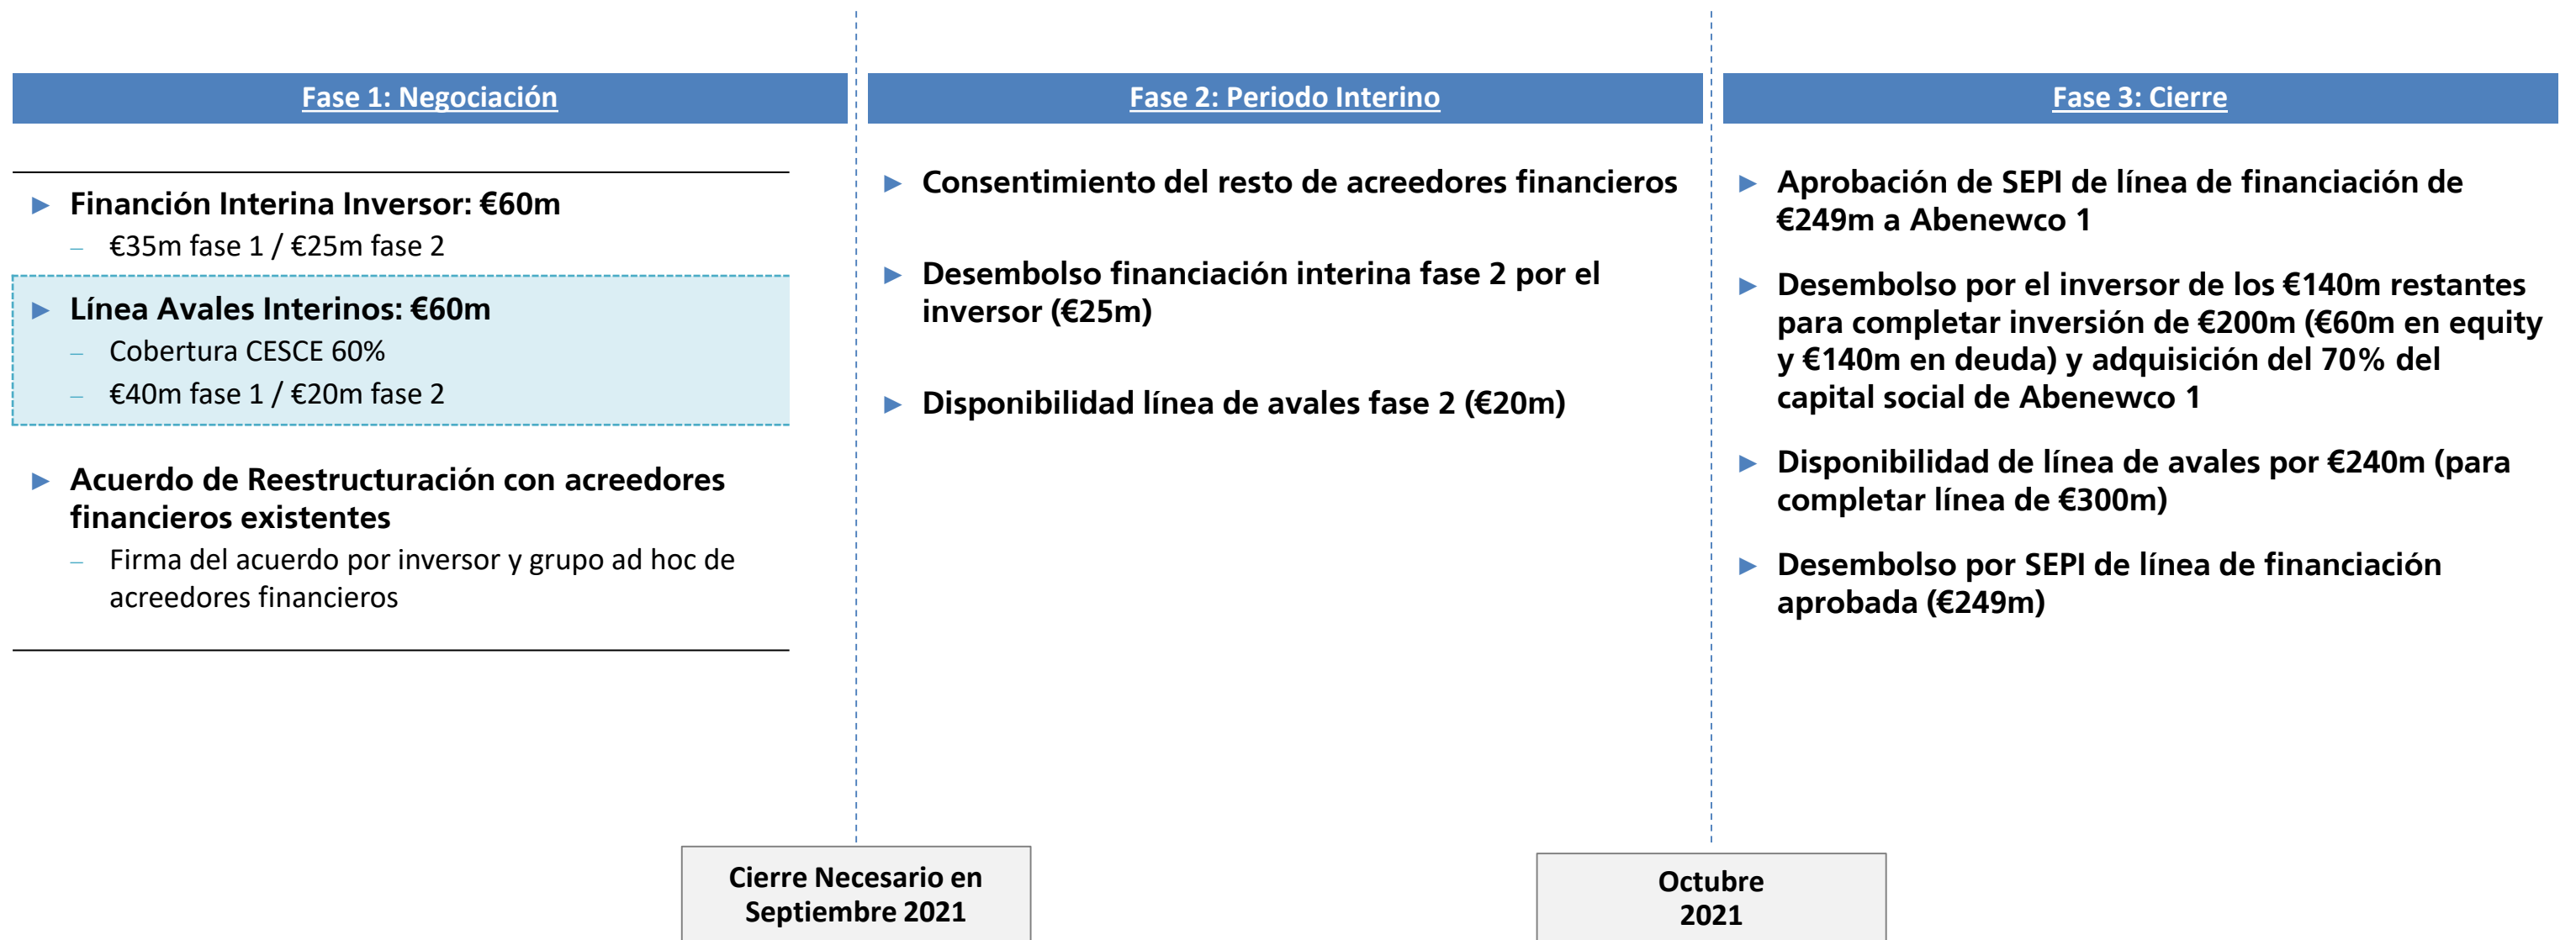 Fase 1: Negociación
► Financión Interina Inversor: €60m
– €35m fase 1 / €25m fase 2
► Línea Avales Interinos: €60m
– Cobertura CESCE 60%
– €40m fase 1 / €20m fase 2
► Acuerdo de Reestructuración con acreedores
financieros existentes
– Firma del acuerdo por inversor y grupo ad hoc de
acreedores financieros
Fase 2: Periodo Interino
► Consentimiento del resto de acreedores financieros
► Desembolso financiación interina fase 2 por el
inversor (€25m)
► Disponibilidad línea de avales fase 2 (€20m)
Fase 3: Cierre
► Aprobación de SEPI de línea de financiación de
€249m a Abenewco 1
► Desembolso por el inversor de los €140m restantes
para completar inversión de €200m (€60m en equity
y €140m en deuda) y adquisición del 70% del
capital social de Abenewco 1
► Disponibilidad de línea de avales por €240m (para
completar línea de €300m)
► Desembolso por SEPI de línea de financiación
aprobada (€249m)
Cierre Necesario en
Septiembre 2021
Octubre
2021